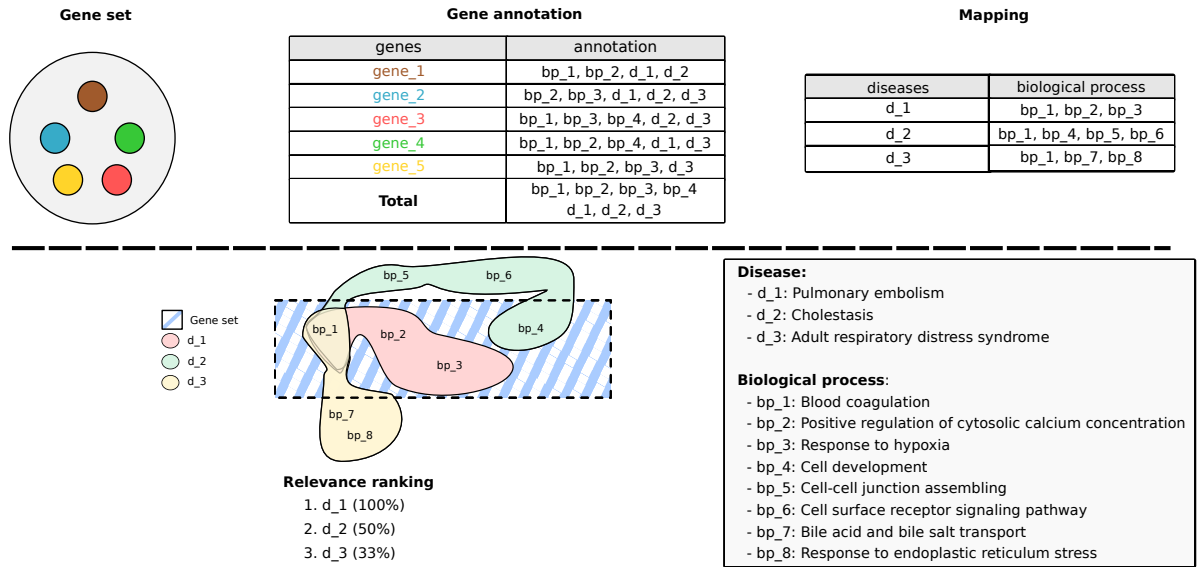 Gene set
Gene annotation
Mapping
genes annotation
gene_1 bp_1, bp_2, d_1, d_2
gene_2 bp_2, bp_3, d_1, d_2, d_3
gene_3 bp_1, bp_3, bp_4, d_2, d_3
gene_4 bp_1, bp_2, bp_4, d_1, d_3
gene_5 bp_1, bp_2, bp_3, d_3
Total bp_1, bp_2, bp_3, bp_4
d_1, d_2, d_3
diseases biological process
d_1 bp_1, bp_2, bp_3
d_2 bp_1, bp_4, bp_5, bp_6
d_3 bp_1, bp_7, bp_8
Gene set
d_1
d_2
d_3
bp_5
bp_6
bp_1
bp_2
bp_4
bp_3
bp_7
bp_8
Relevance ranking
1. d_1 (100%)
2. d_2 (50%)
3. d_3 (33%)
Disease:
- d_1: Pulmonary embolism
- d_2: Cholestasis
- d_3: Adult respiratory distress syndrome
Biological process:
- bp_1: Blood coagulation
- bp_2: Positive regulation of cytosolic calcium concentration
- bp_3: Response to hypoxia
- bp_4: Cell development
- bp_5: Cell-cell junction assembling
- bp_6: Cell surface receptor signaling pathway
- bp_7: Bile acid and bile salt transport
- bp_8: Response to endoplastic reticulum stress